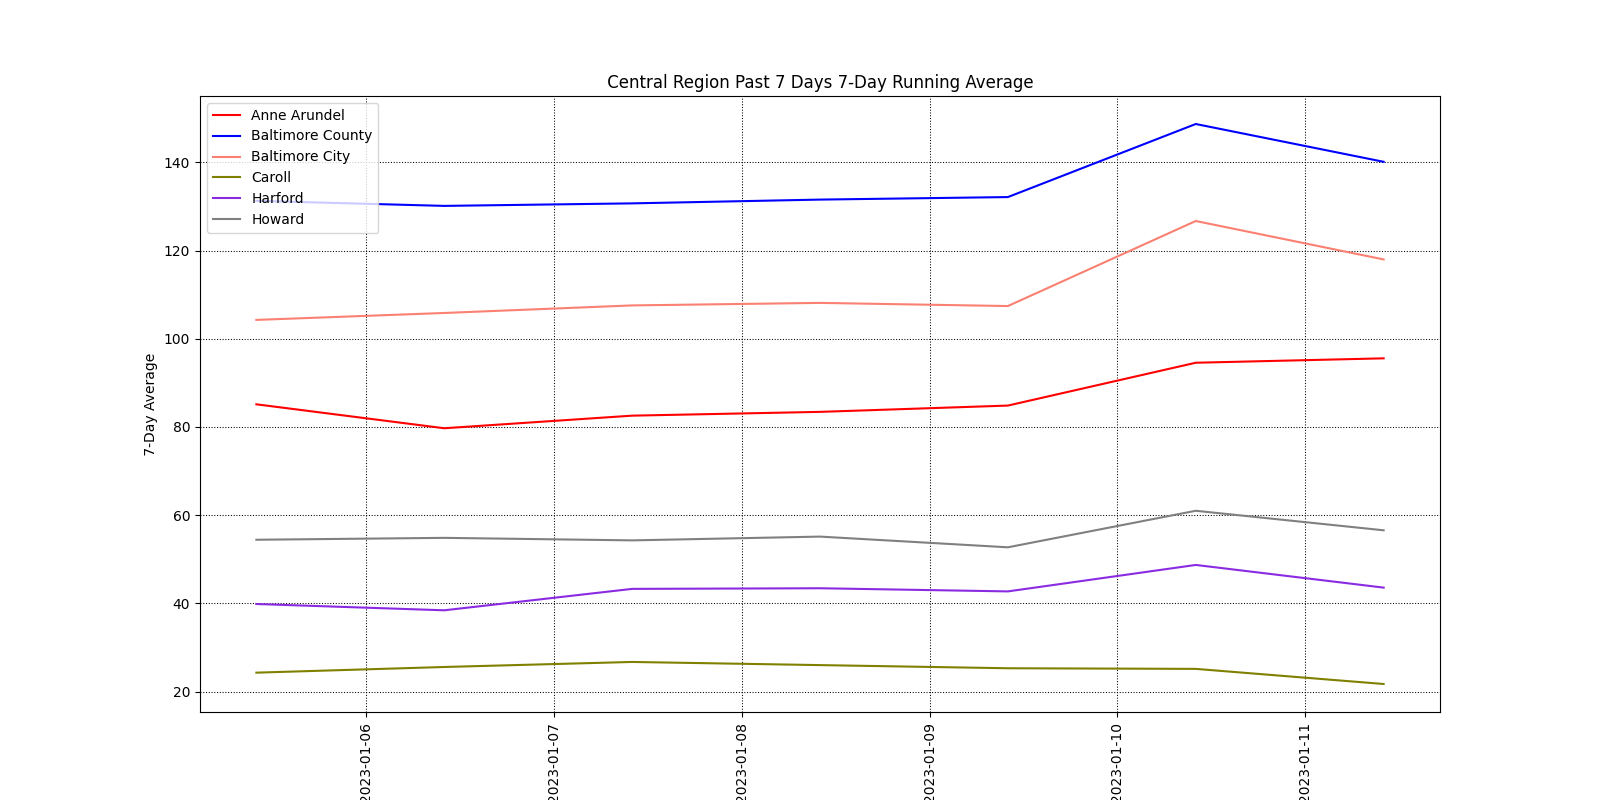 Central Region Past 7 Days 7-Day Running Average
Anne Arundel
Baltimore County
Baltimore City
Caroll
Harford
Howard
7-Day Average
140
120
100
80
60
40
20
2023-01-06
2023-01-07
2023-01-08
2023-01-09
2023-01-10
2023-01-11